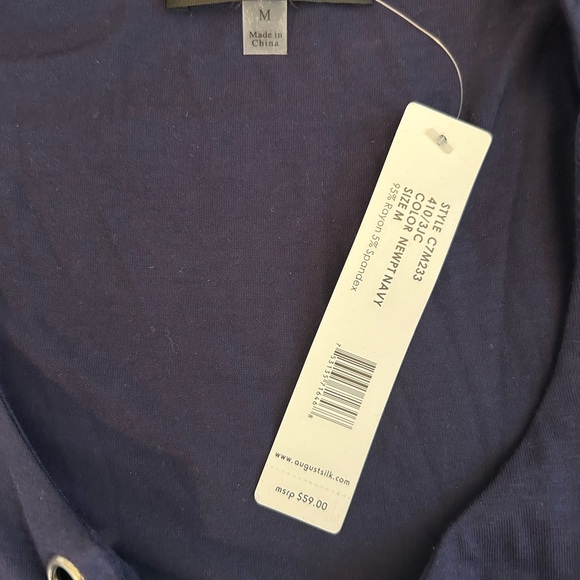 M
Made in
China
STYLE C7M233
410/3JC
COLOR NEWPT NAVY
SIZE M
95% Rayon 5% Spandex
www.augustsilk.com
msrp $59.00